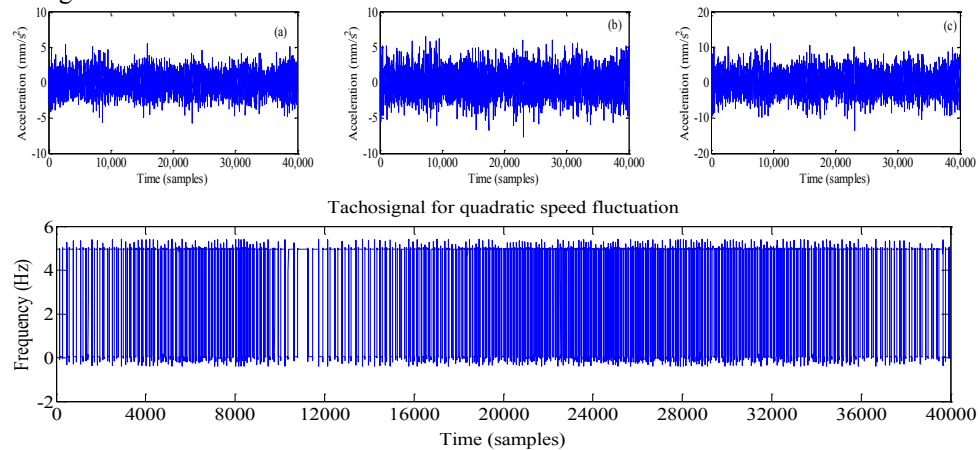 10
5
0
-5
-10
Acceleration (mm/s²)
(a)
0 10,000 20,000 30,000 40,000
Time (samples)
10
5
0
-5
-10
Acceleration (mm/s²)
(b)
0 10,000 20,000 30,000 40,000
Time (samples)
20
10
0
-10
-20
Acceleration (mm/s²)
(c)
0 10,000 20,000 30,000 40,000
Time (samples)
Tachosignal for quadratic speed fluctuation
6
4
2
0
-2
Frequency (Hz)
0 4000 8000 12000 16000 20000 24000 28000 32000 36000 40000
Time (samples)